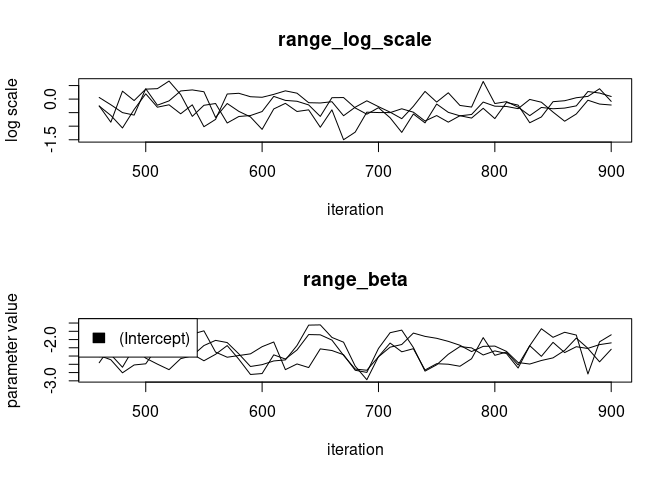 range_log_scale
log scale
0.0
-1.5
500 600 700 800 900
iteration
range_beta
parameter value
-2.0
-3.0
(Intercept)
500 600 700 800 900
iteration